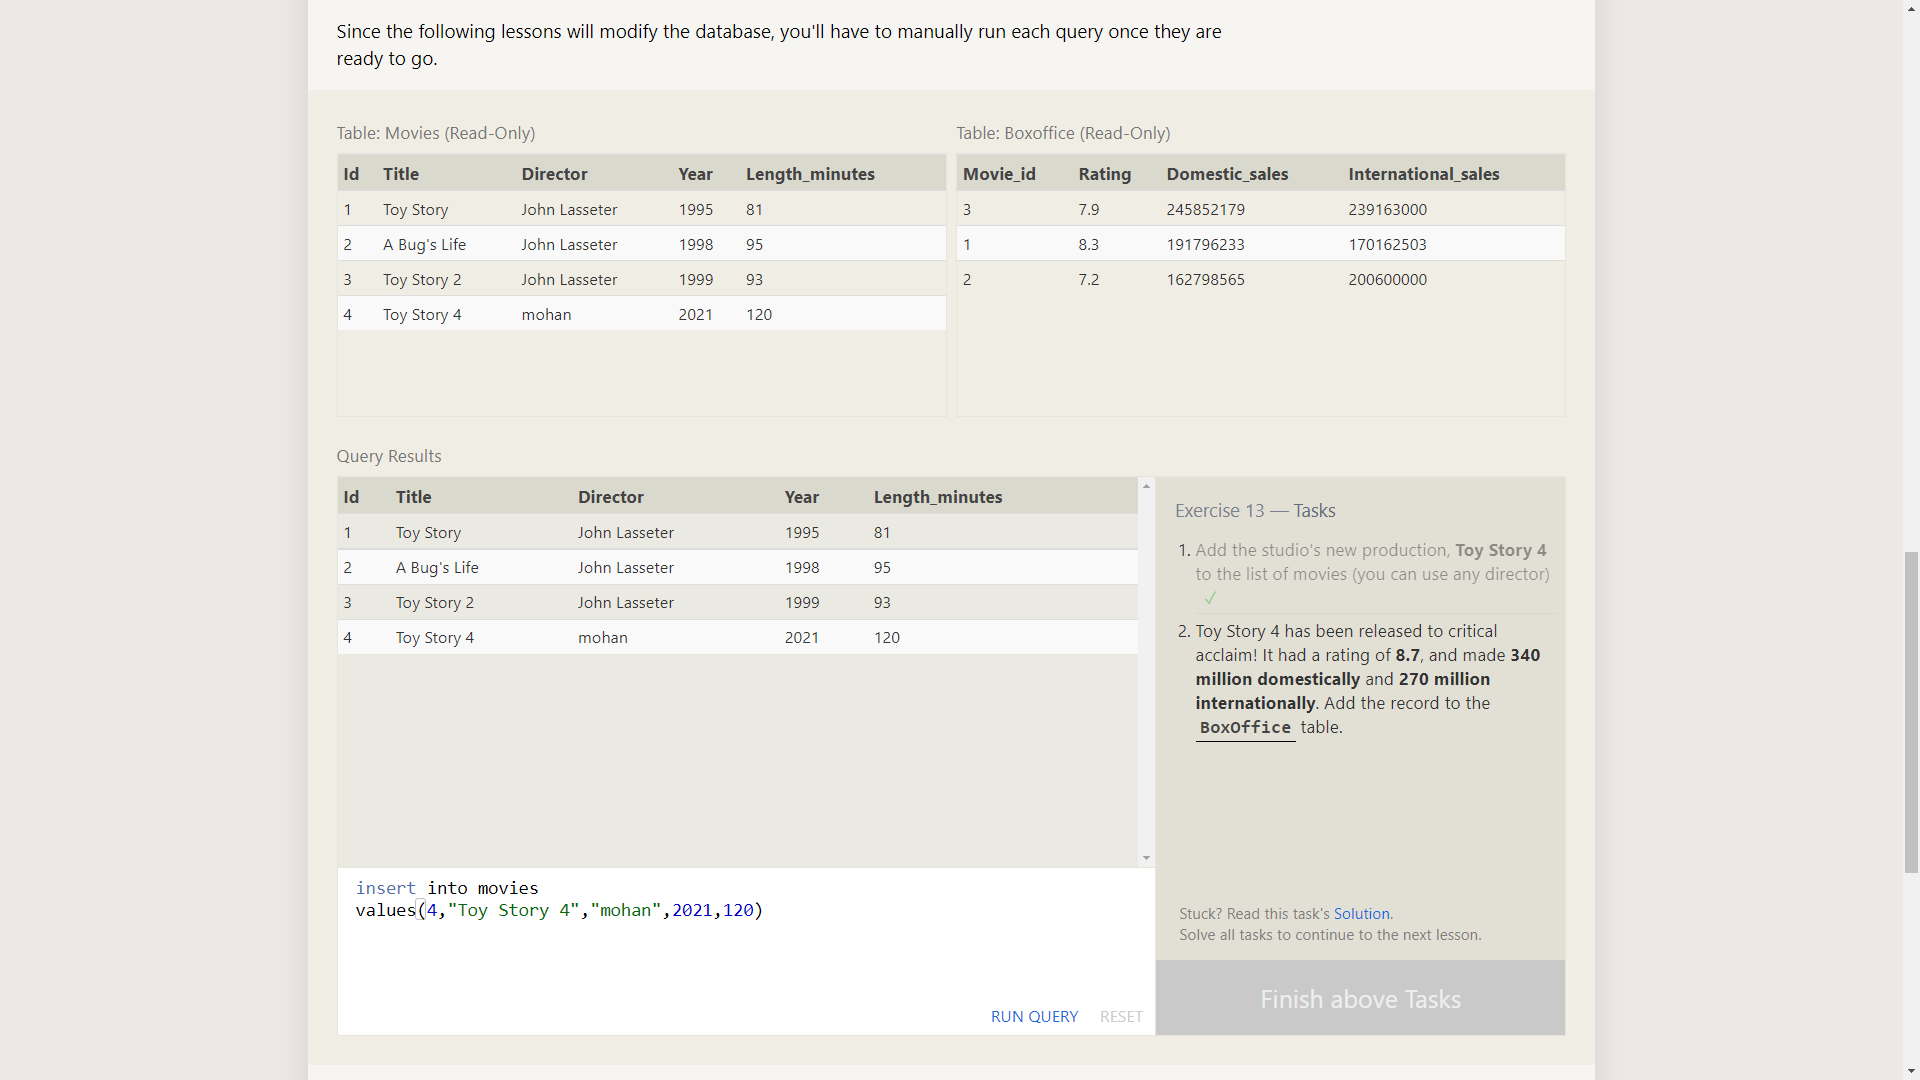 Since the following lessons will modify the database, you'll have to manually run each query once they are
ready to go.
Table: Movies (Read-Only)
Id Title Director Year Length_minutes
1 Toy Story John Lasseter 1995 81
2 A Bug's Life John Lasseter 1998 95
3 Toy Story 2 John Lasseter 1999 93
4 Toy Story 4 mohan 2021 120
Table: Boxoffice (Read-Only)
Movie_id Rating Domestic_sales International_sales
3 7.9 245852179 239163000
1 8.3 191796233 170162503
2 7.2 162798565 200600000
Query Results
Id Title Director Year Length_minutes
1 Toy Story John Lasseter 1995 81
2 A Bug's Life John Lasseter 1998 95
3 Toy Story 2 John Lasseter 1999 93
4 Toy Story 4 mohan 2021 120
insert into movies
values(4,"Toy Story 4","mohan",2021,120)
RUN QUERY RESET
Exercise 13 — Tasks
1. Add the studio's new production, Toy Story 4
to the list of movies (you can use any director)
✓
2. Toy Story 4 has been released to critical
acclaim! It had a rating of 8.7, and made 340
million domestically and 270 million
internationally. Add the record to the
BoxOffice table.
Stuck? Read this task's Solution.
Solve all tasks to continue to the next lesson.
Finish above Tasks